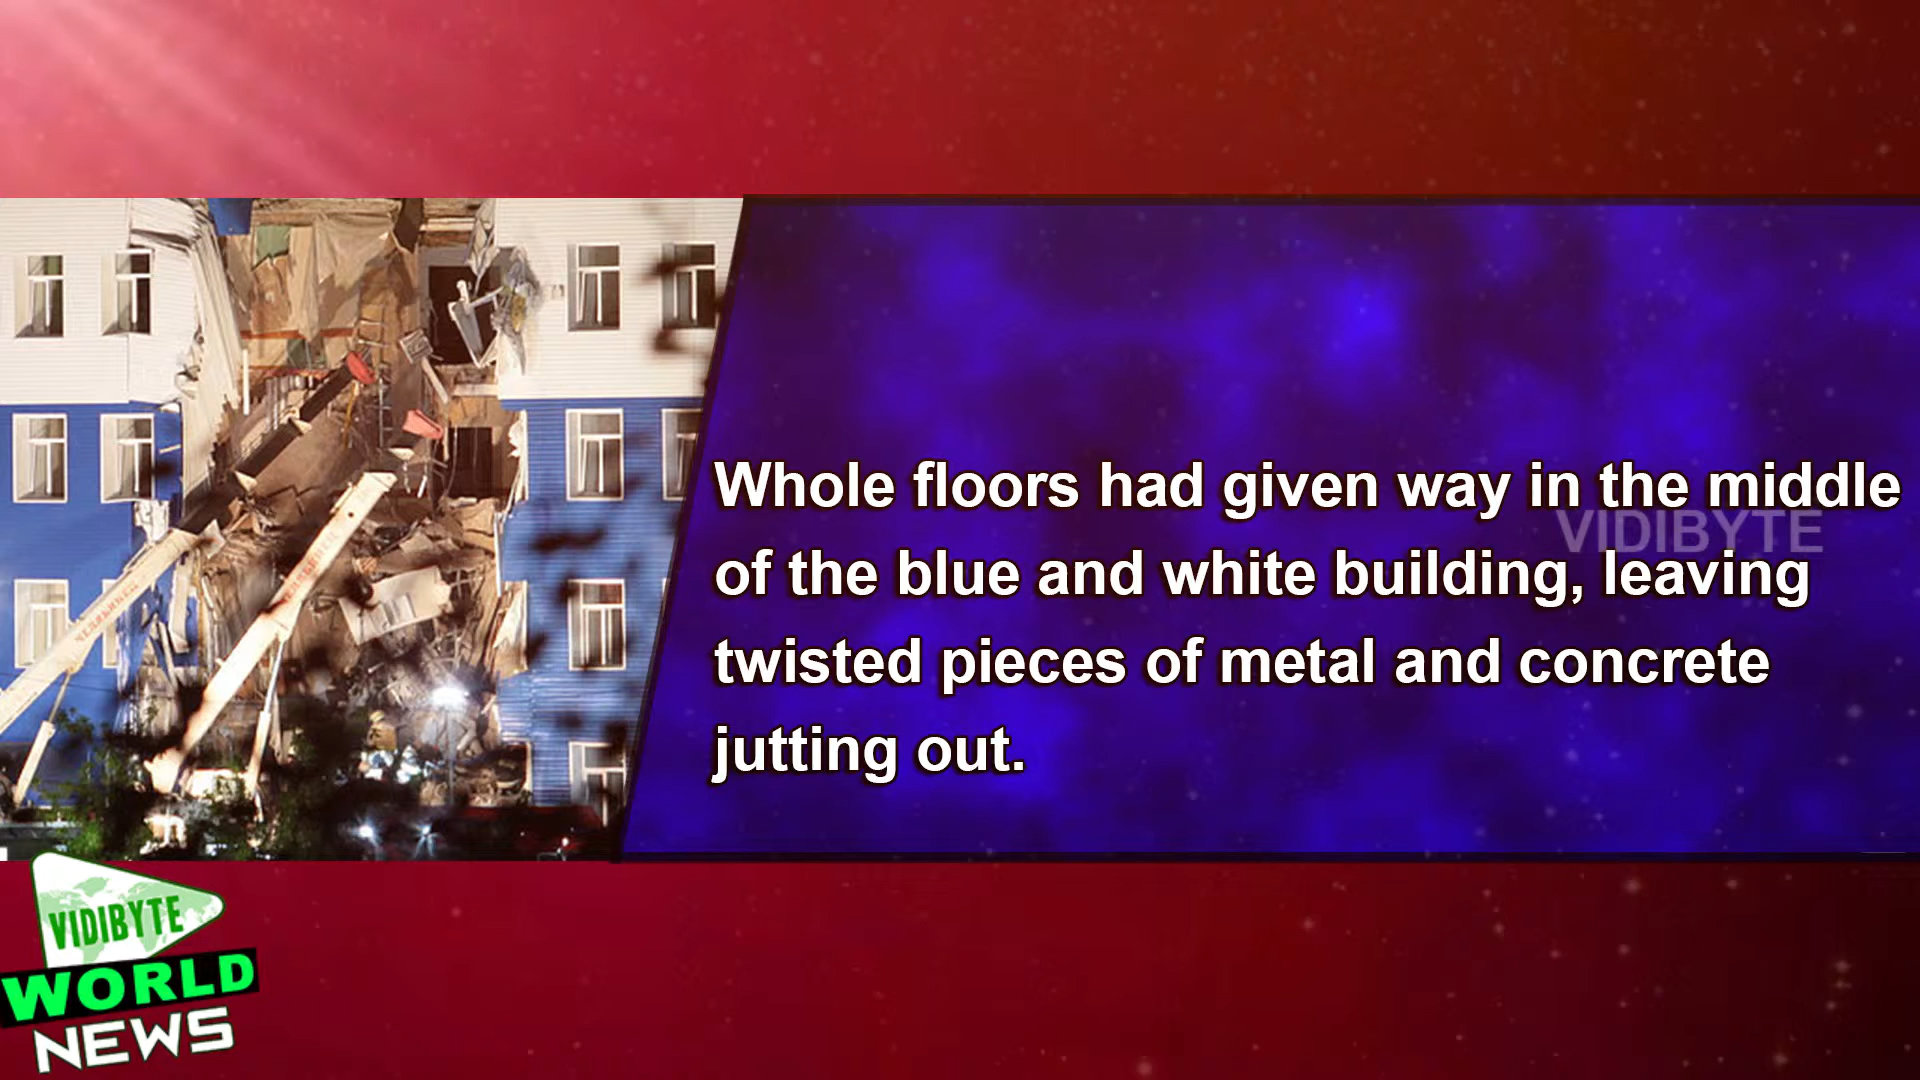 Whole floors had given way in the middle
VIDIBYTE
of the blue and white building, leaving
twisted pieces of metal and concrete
jutting out.
VIDIBYTE
WORLD
NEWS